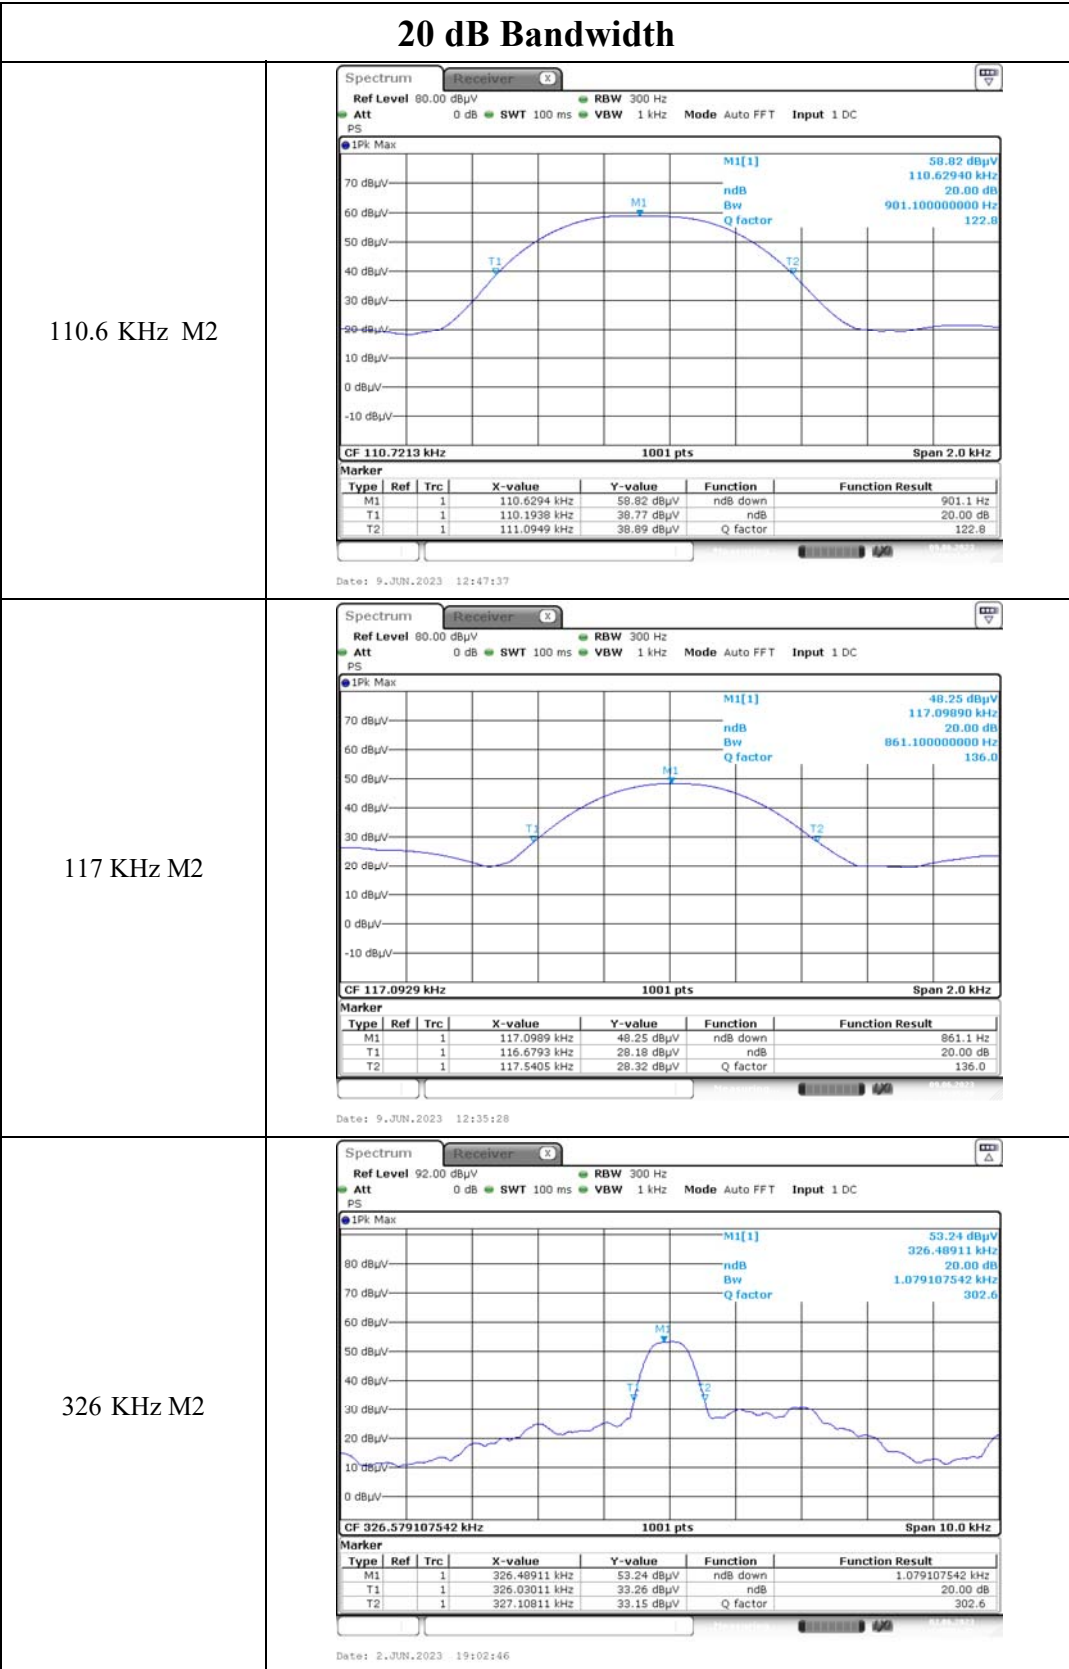 20 dB Bandwidth
110.6 KHz M2
Spectrum Receiver X
Ref Level 80.00 dBµV RBW 300 Hz
Att 0 dB SWT 100 ms VBW 1 kHz Mode Auto FFT Input 1 DC
PS
1Pk Max
M1[1] 58.82 dBµV
110.62940 kHz
70 dBµV
ndB 20.00 dB
M1
Bw 901.100000000 Hz
60 dBµV
Q factor 122.8
50 dBµV
T1 T2
40 dBµV
30 dBµV
20 dBµV
10 dBµV
0 dBµV
-10 dBµV
CF 110.7213 kHz 1001 pts Span 2.0 kHz
Marker
Type Ref Trc X-value Y-value Function Function Result
M1 1 110.6294 kHz 58.82 dBµV ndB down 901.1 Hz
T1 1 110.1938 kHz 38.77 dBµV ndB 20.00 dB
T2 1 111.0949 kHz 38.89 dBµV Q factor 122.8
Date: 9.JUN.2023 12:47:37
117 KHz M2
Spectrum Receiver X
Ref Level 80.00 dBµV RBW 300 Hz
Att 0 dB SWT 100 ms VBW 1 kHz Mode Auto FFT Input 1 DC
PS
1Pk Max
M1[1] 48.25 dBµV
117.09890 kHz
70 dBµV
ndB 20.00 dB
Bw 861.100000000 Hz
60 dBµV
Q factor 136.0
M1
50 dBµV
40 dBµV
T1 T2
30 dBµV
20 dBµV
10 dBµV
0 dBµV
-10 dBµV
CF 117.0929 kHz 1001 pts Span 2.0 kHz
Marker
Type Ref Trc X-value Y-value Function Function Result
M1 1 117.0989 kHz 48.25 dBµV ndB down 861.1 Hz
T1 1 116.6793 kHz 28.18 dBµV ndB 20.00 dB
T2 1 117.5405 kHz 28.32 dBµV Q factor 136.0
Date: 9.JUN.2023 12:35:28
326 KHz M2
Spectrum Receiver X
Ref Level 92.00 dBµV RBW 300 Hz
Att 0 dB SWT 100 ms VBW 1 kHz Mode Auto FFT Input 1 DC
PS
1Pk Max
M1[1] 53.24 dBµV
326.48911 kHz
80 dBµV
ndB 20.00 dB
Bw 1.079107542 kHz
70 dBµV
Q factor 302.6
60 dBµV
M1
50 dBµV
40 dBµV
T1 T2
30 dBµV
20 dBµV
10 dBµV
0 dBµV
CF 326.579107542 kHz 1001 pts Span 10.0 kHz
Marker
Type Ref Trc X-value Y-value Function Function Result
M1 1 326.48911 kHz 53.24 dBµV ndB down 1.079107542 kHz
T1 1 326.03011 kHz 33.26 dBµV ndB 20.00 dB
T2 1 327.10811 kHz 33.15 dBµV Q factor 302.6
Date: 2.JUN.2023 19:02:46